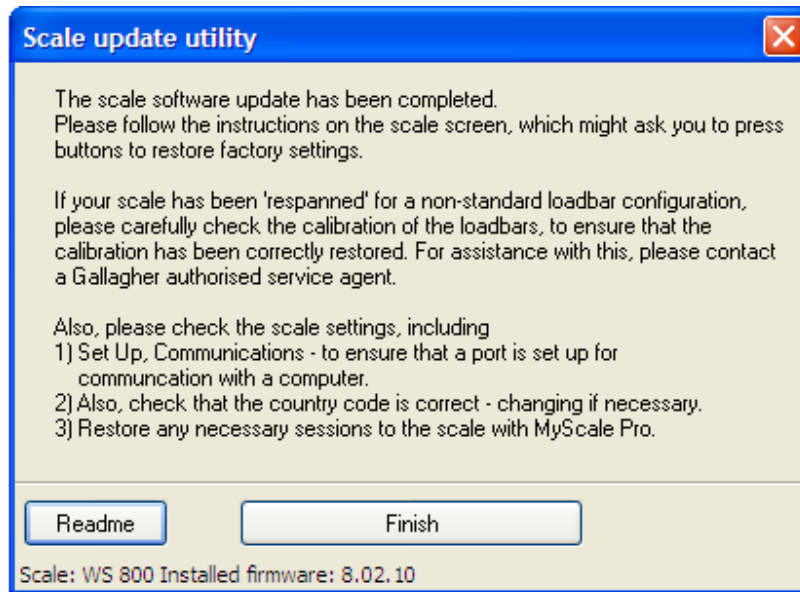 Scale update utility
The scale software update has been completed.
Please follow the instructions on the scale screen, which might ask you to press
buttons to restore factory settings.
If your scale has been 'respanned' for a non-standard loadbar configuration,
please carefully check the calibration of the loadbars, to ensure that the
calibration has been correctly restored. For assistance with this, please contact
a Gallagher authorised service agent.
Also, please check the scale settings, including
1) Set Up, Communications - to ensure that a port is set up for
communcation with a computer.
2) Also, check that the country code is correct - changing if necessary.
3) Restore any necessary sessions to the scale with MyScale Pro.
Readme
Finish
Scale: WS 800 Installed firmware: 8.02.10